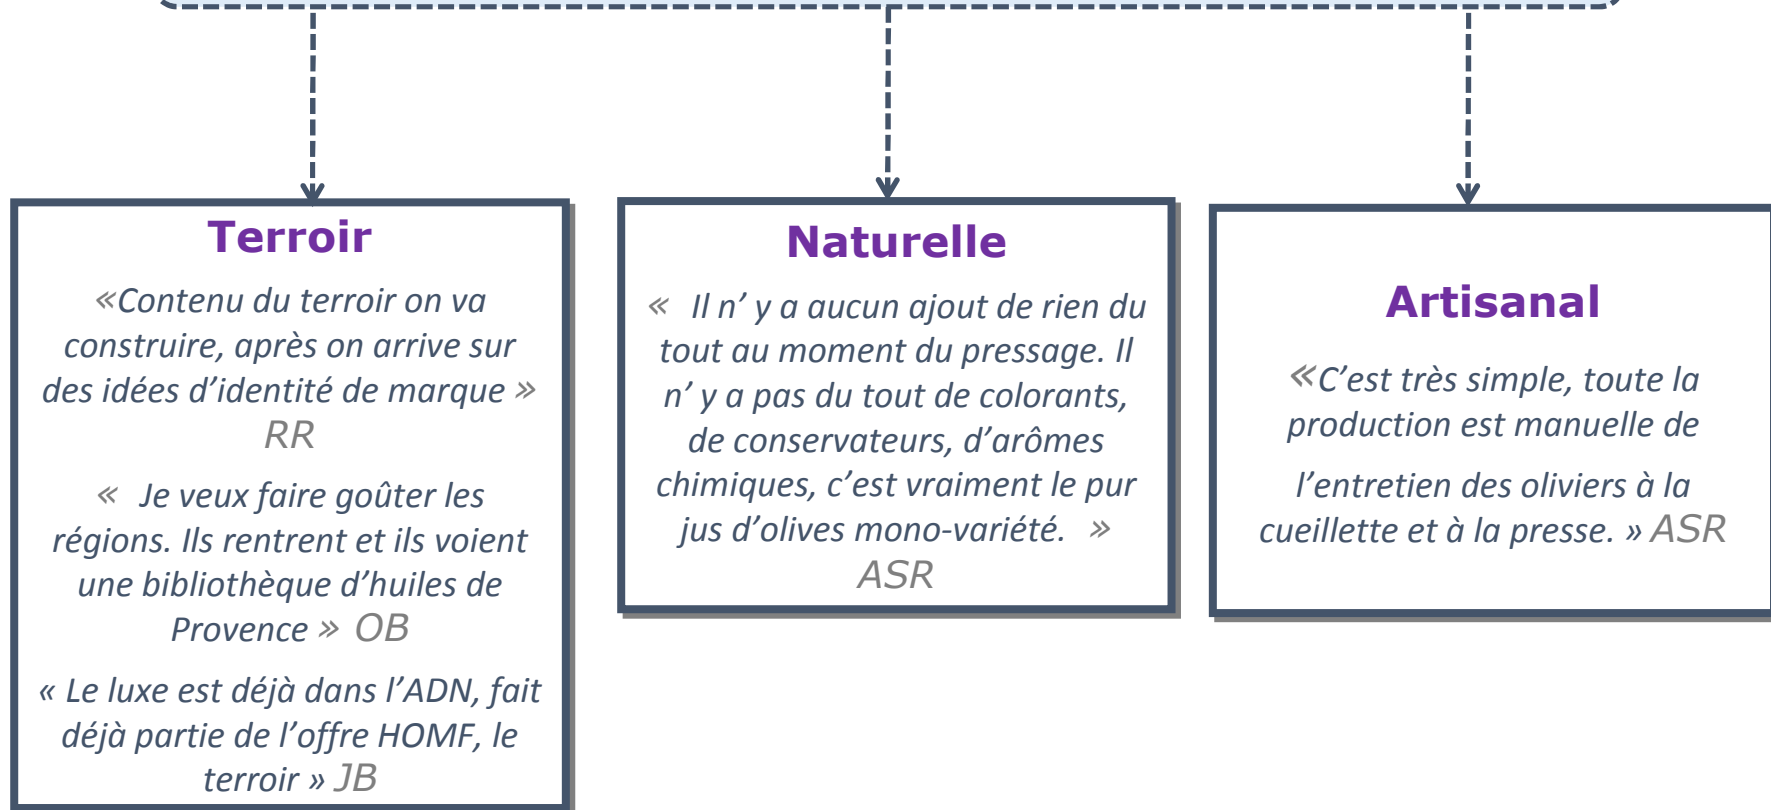 Terroir
«Contenu du terroir on va
construire, après on arrive sur
des idées d’identité de marque »
RR
« Je veux faire goûter les
régions. Ils rentrent et ils voient
une bibliothèque d’huiles de
Provence » OB
« Le luxe est déjà dans l’ADN, fait
déjà partie de l’offre HOMF, le
terroir » JB
Naturelle
« Il n’ y a aucun ajout de rien du
tout au moment du pressage. Il
n’ y a pas du tout de colorants,
de conservateurs, d’arômes
chimiques, c’est vraiment le pur
jus d’olives mono-variété. »
ASR
Artisanal
«C’est très simple, toute la
production est manuelle de
l’entretien des oliviers à la
cueillette et à la presse. » ASR